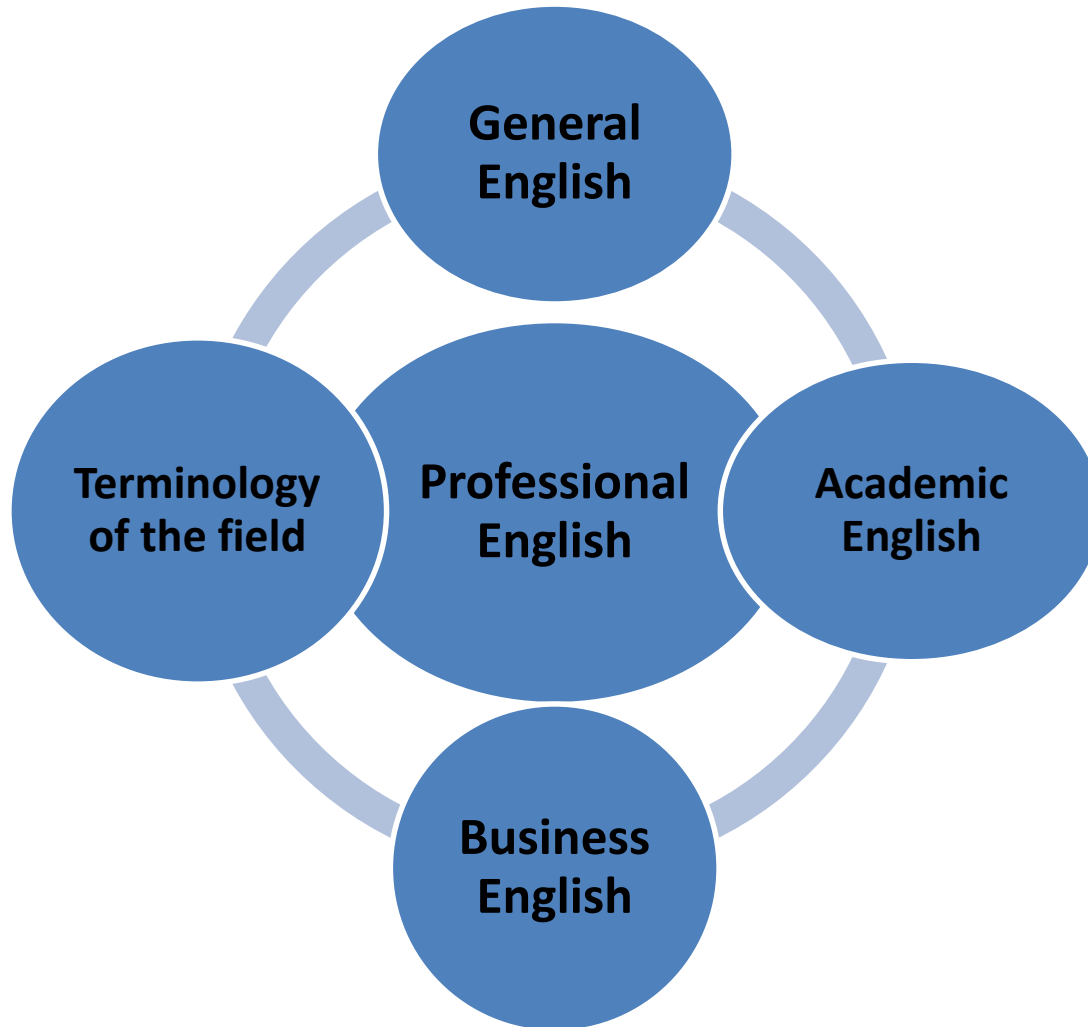 General
English
Terminology
of the field
Professional
English
Academic
English
Business
English